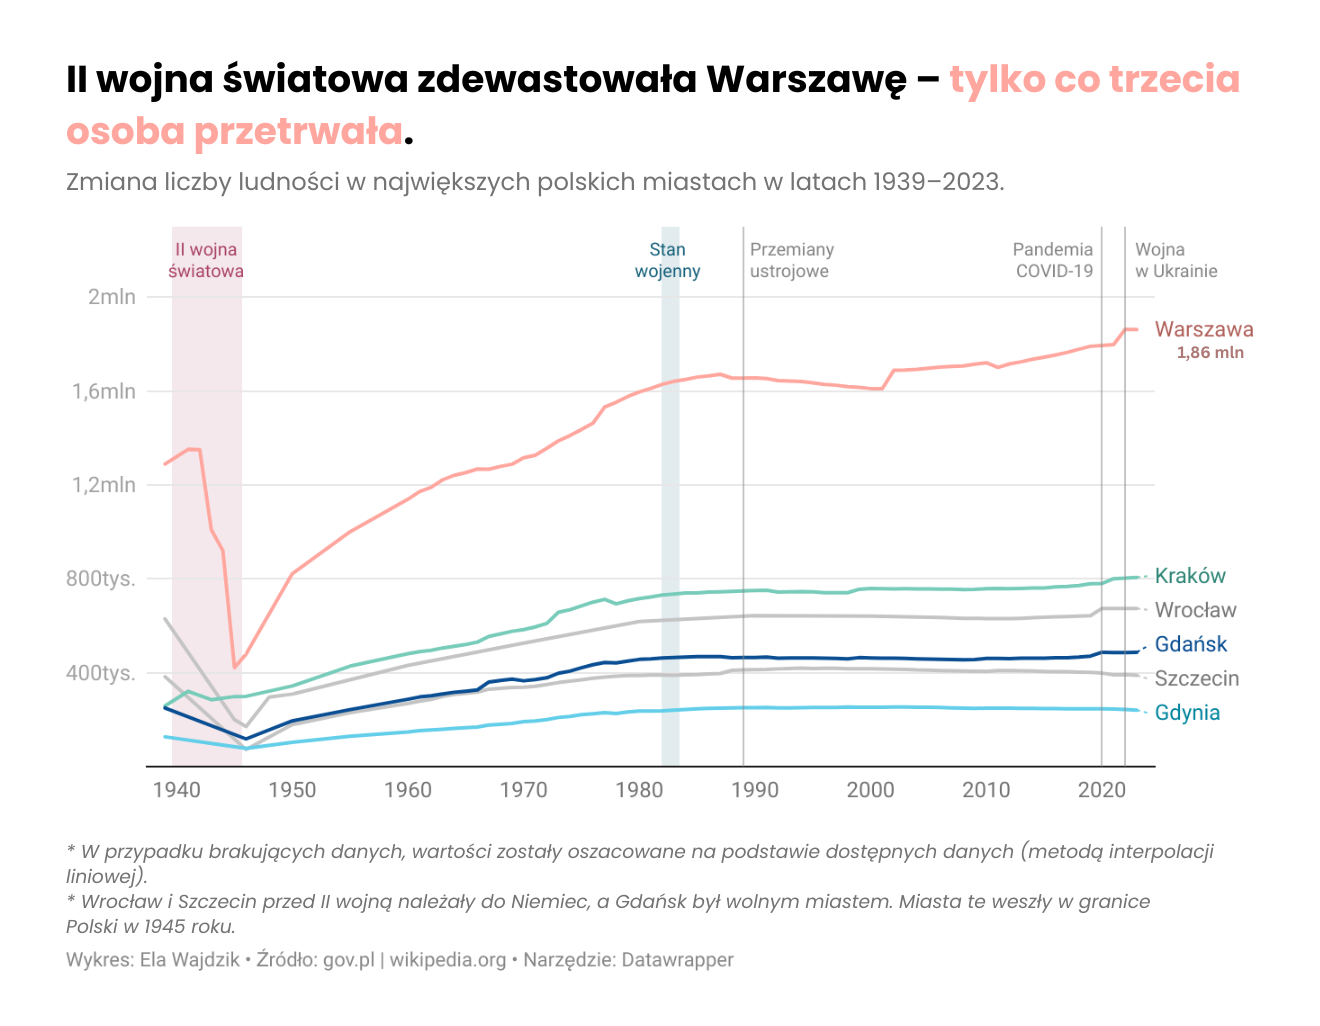 II wojna światowa zdewastowała Warszawę – tylko co trzecia
osoba przetrwała.
Zmiana liczby ludności w największych polskich miastach w latach 1939–2023.
II wojna
światowa
Stan
wojenny
Przemiany
ustrojowe
Pandemia
COVID-19
Wojna
w Ukrainie
2mln
1,6mln
1,2mln
800tys.
400tys.
Warszawa
1,86 mln
Kraków
Wrocław
Gdańsk
Szczecin
Gdynia
1940 1950 1960 1970 1980 1990 2000 2010 2020
* W przypadku brakujących danych, wartości zostały oszacowane na podstawie dostępnych danych (metodą interpolacji
liniowej).
* Wrocław i Szczecin przed II wojną należały do Niemiec, a Gdańsk był wolnym miastem. Miasta te weszły w granice
Polski w 1945 roku.
Wykres: Ela Wajdzik • Źródło: gov.pl | wikipedia.org • Narzędzie: Datawrapper